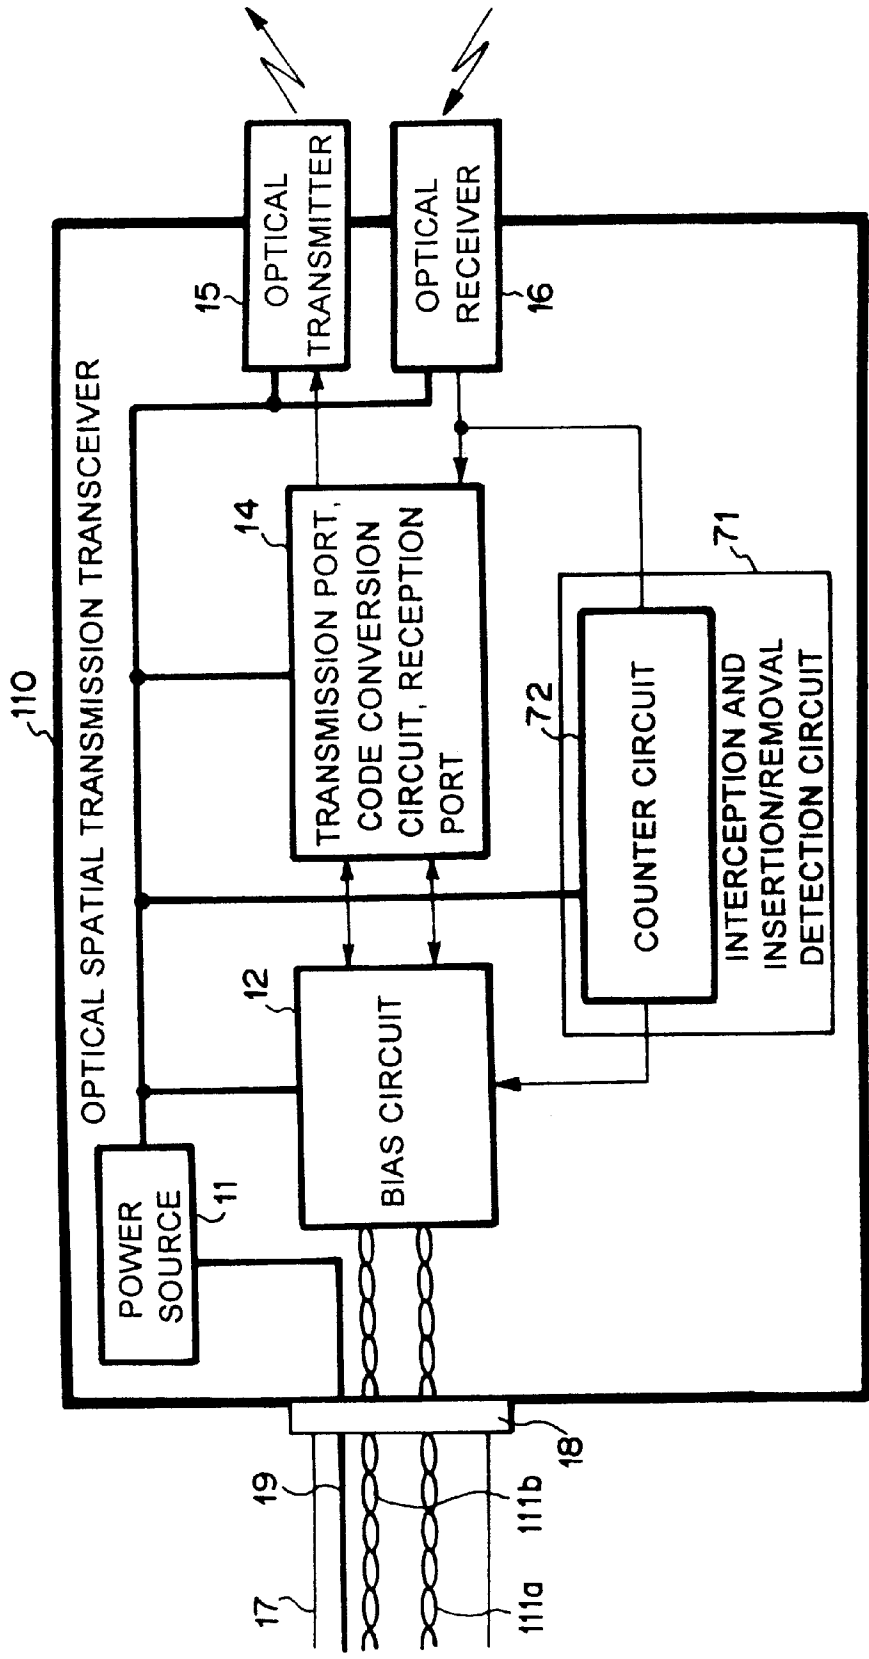 110
OPTICAL SPATIAL TRANSMISSION TRANSCEIVER
POWER
SOURCE
11
15
OPTICAL
TRANSMITTER
OPTICAL
RECEIVER
16
12
BIAS CIRCUIT
14
TRANSMISSION PORT,
CODE CONVERSION
CIRCUIT, RECEPTION
PORT
17
19
111b
111a
18
72
COUNTER CIRCUIT
71
INTERCEPTION AND
INSERTION/REMOVAL
DETECTION CIRCUIT